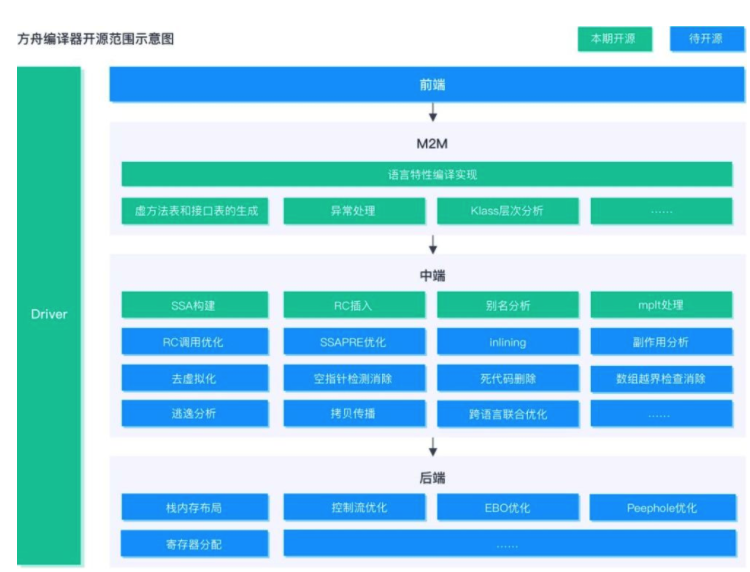 方舟编译器开源范围示意图
本期开源 待开源
前端
M2M
语言特性编译实现
虚方法表和接口表的生成 异常处理 Klass层次分析 ……
中端
Driver
SSA构建 RC插入 别名分析 mplt处理
RC调用优化 SSAPRE优化 inlining 副作用分析
去虚拟化 空指针检测消除 死代码删除 数组越界检查消除
逃逸分析 拷贝传播 跨语言联合优化 ……
后端
栈内存布局 控制流优化 EBO优化 Peephole优化
寄存器分配 ……